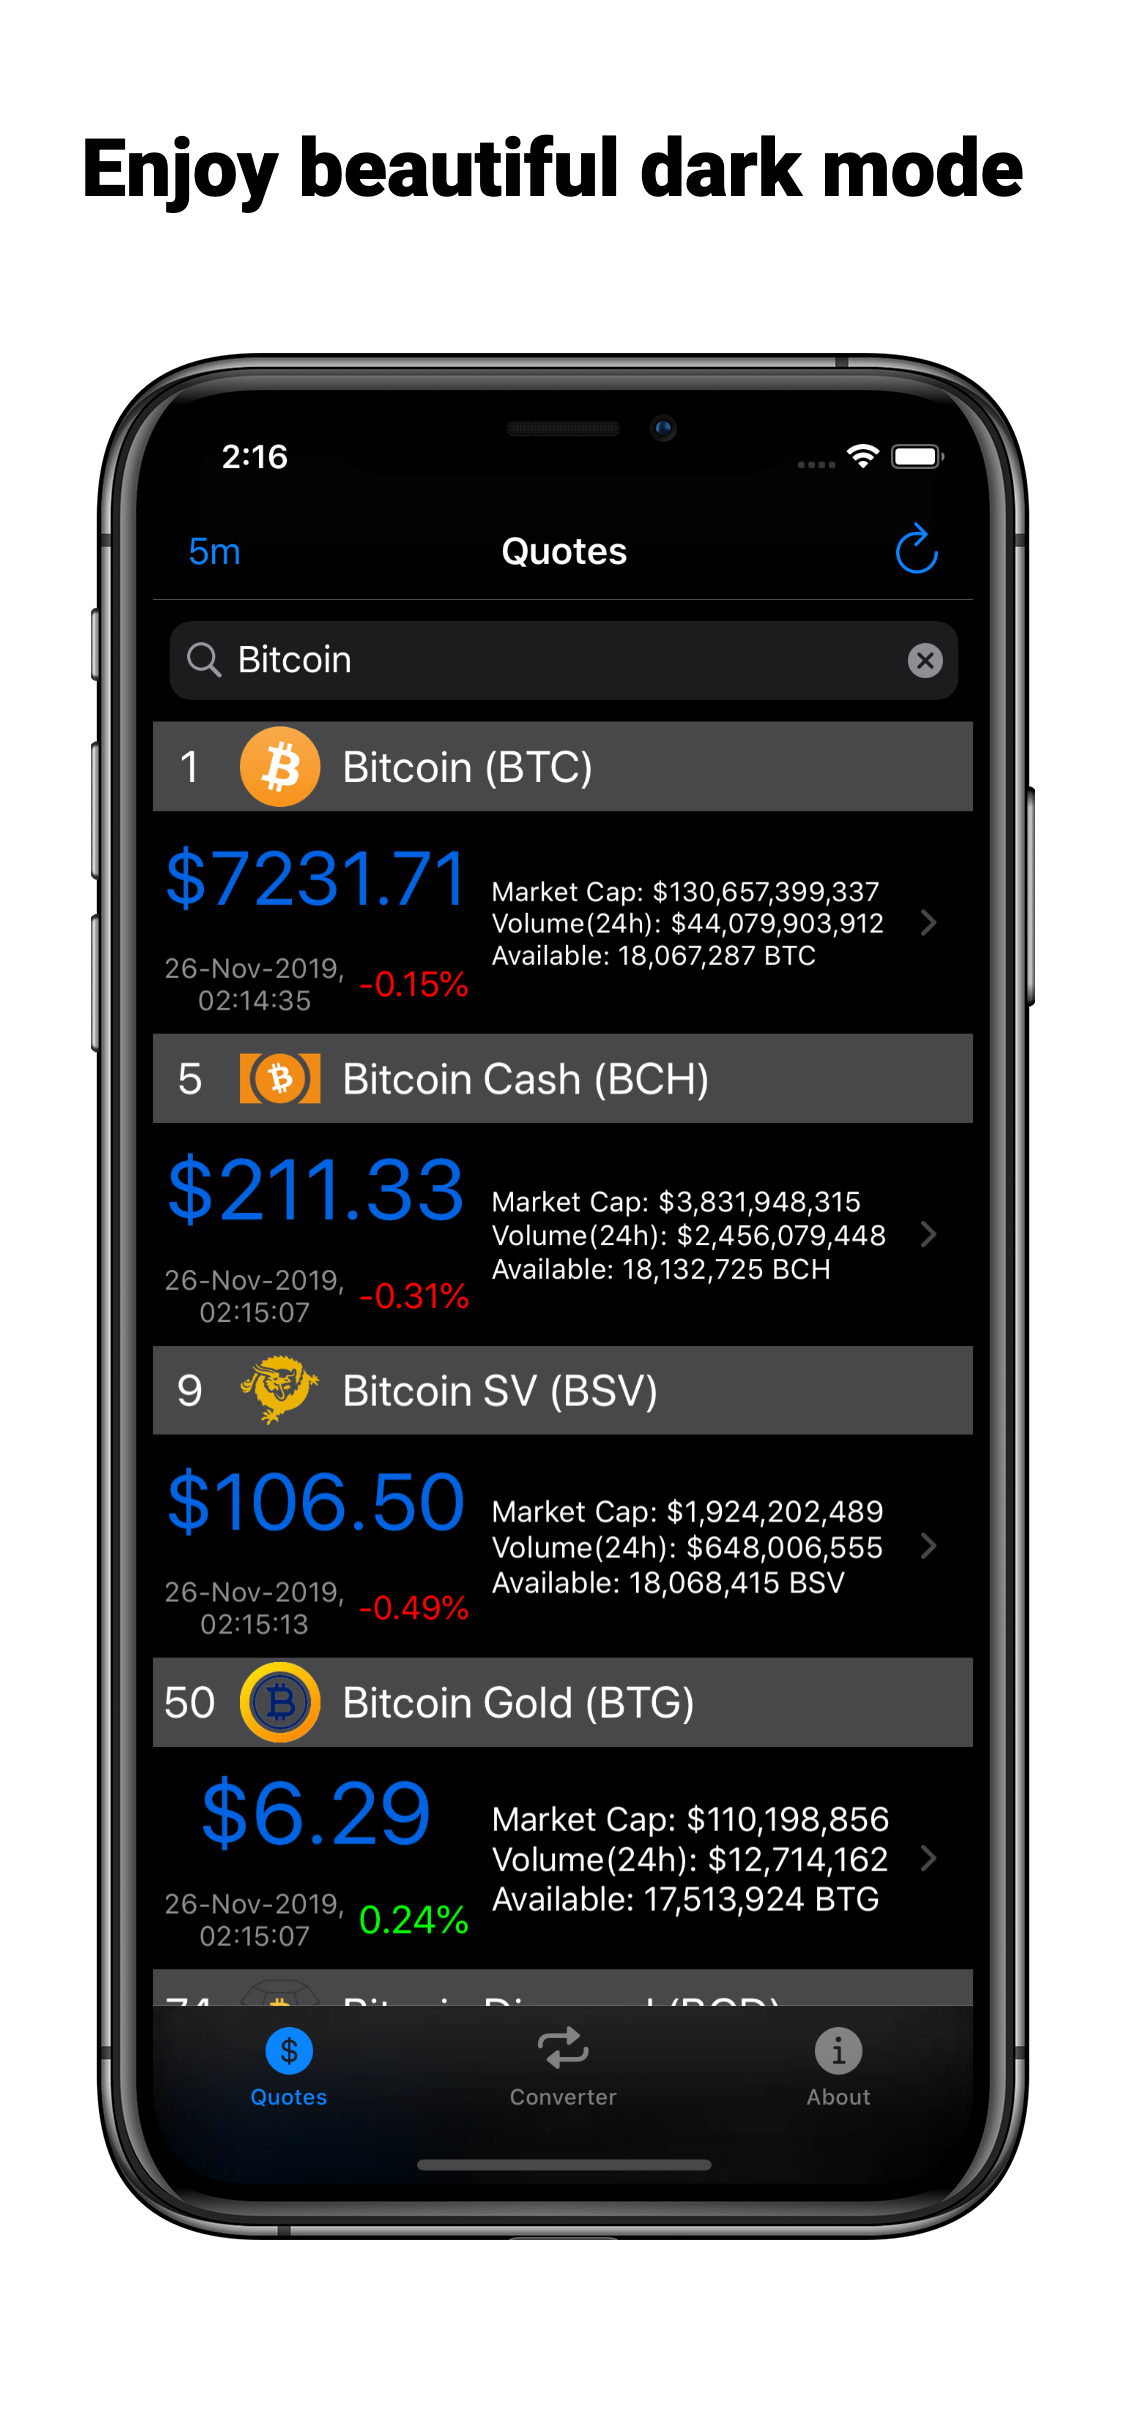 Enjoy beautiful dark mode
2:16
5m
Quotes
Bitcoin
1
Bitcoin (BTC)
$7231.71
Market Cap: $130,657,399,337
Volume(24h): $44,079,903,912
Available: 18,067,287 BTC
26-Nov-2019,
02:14:35
-0.15%
5
Bitcoin Cash (BCH)
$211.33
Market Cap: $3,831,948,315
Volume(24h): $2,456,079,448
Available: 18,132,725 BCH
26-Nov-2019,
02:15:07
-0.31%
9
Bitcoin SV (BSV)
$106.50
Market Cap: $1,924,202,489
Volume(24h): $648,006,555
Available: 18,068,415 BSV
26-Nov-2019,
02:15:13
-0.49%
50
Bitcoin Gold (BTG)
$6.29
Market Cap: $110,198,856
Volume(24h): $12,714,162
Available: 17,513,924 BTG
26-Nov-2019,
02:15:07
0.24%
Quotes
Converter
About